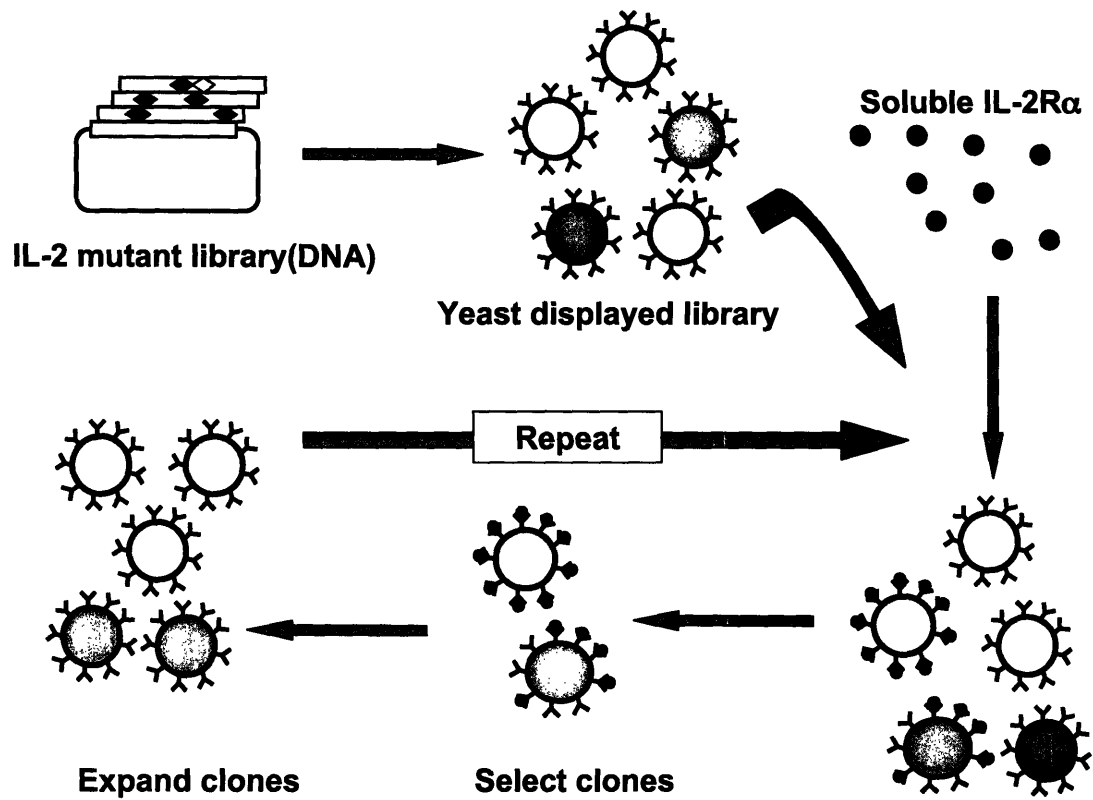 Soluble IL-2Rα
IL-2 mutant library(DNA)
Yeast displayed library
Repeat
Expand clones
Select clones